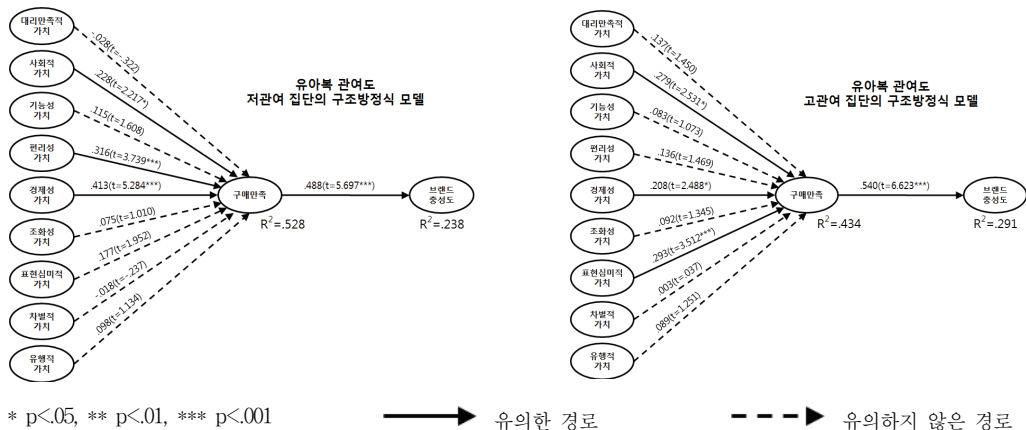 유아복 관여도
저관여 집단의 구조방정식 모델
대리만족적
가치
-.028(t=-.322)
사회적
가치
.228(t=2.217*)
기능성
가치
.115(t=1.608)
편리성
가치
.316(t=3.739***)
경제성
가치
.413(t=5.284***)
조화성
가치
.075(t=1.010)
표현심미적
가치
.177(t=1.952)
차별적
가치
-.018(t=-.237)
유행적
가치
.098(t=1.134)
구매만족
R²=.528
.488(t=5.697***)
브랜드
충성도
R²=.238
유아복 관여도
고관여 집단의 구조방정식 모델
대리만족적
가치
.137(t=1.450)
사회적
가치
.279(t=2.531*)
기능성
가치
.083(t=1.073)
편리성
가치
.136(t=1.469)
경제성
가치
.208(t=2.488*)
조화성
가치
.092(t=1.345)
표현심미적
가치
.293(t=3.512***)
차별적
가치
.003(t=.037)
유행적
가치
.089(t=1.251)
구매만족
R²=.434
.540(t=6.623***)
브랜드
충성도
R²=.291
* p<.05, ** p<.01, *** p<.001
유의한 경로
유의하지 않은 경로